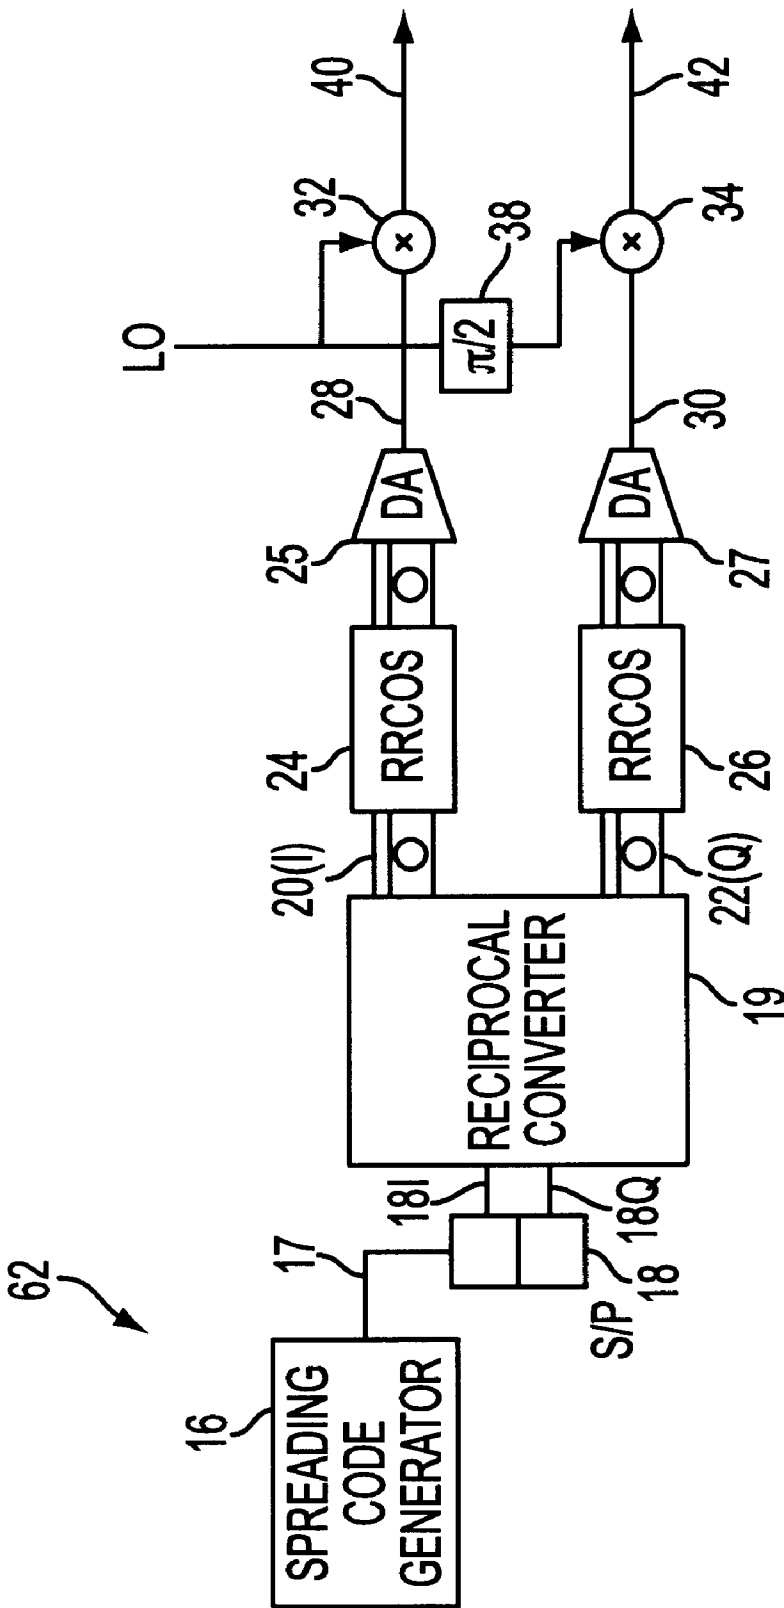 62
16
SPREADING
CODE
GENERATOR
17
S/P
18
18I
18Q
RECIPROCAL
CONVERTER
19
20(I)
22(Q)
24
RRCOS
26
RRCOS
25
DA
27
DA
28
30
LO
π/2
38
32
×
34
×
40
42